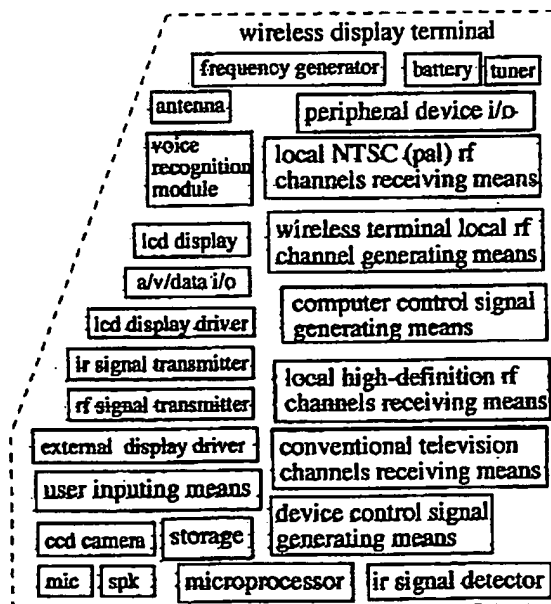 wireless display terminal
frequency generator
battery
tuner
antenna
peripheral device i/o
voice
recognition
module
local NTSC (pal) rf
channels receiving means
lcd display
wireless terminal local rf
channel generating means
a/v/data i/o
lcd display driver
computer control signal
generating means
ir signal transmitter
rf signal transmitter
local high-definition rf
channels receiving means
external display driver
conventional television
channels receiving means
user inputing means
device control signal
generating means
ccd camera
storage
mic
spk
microprocessor
ir signal detector